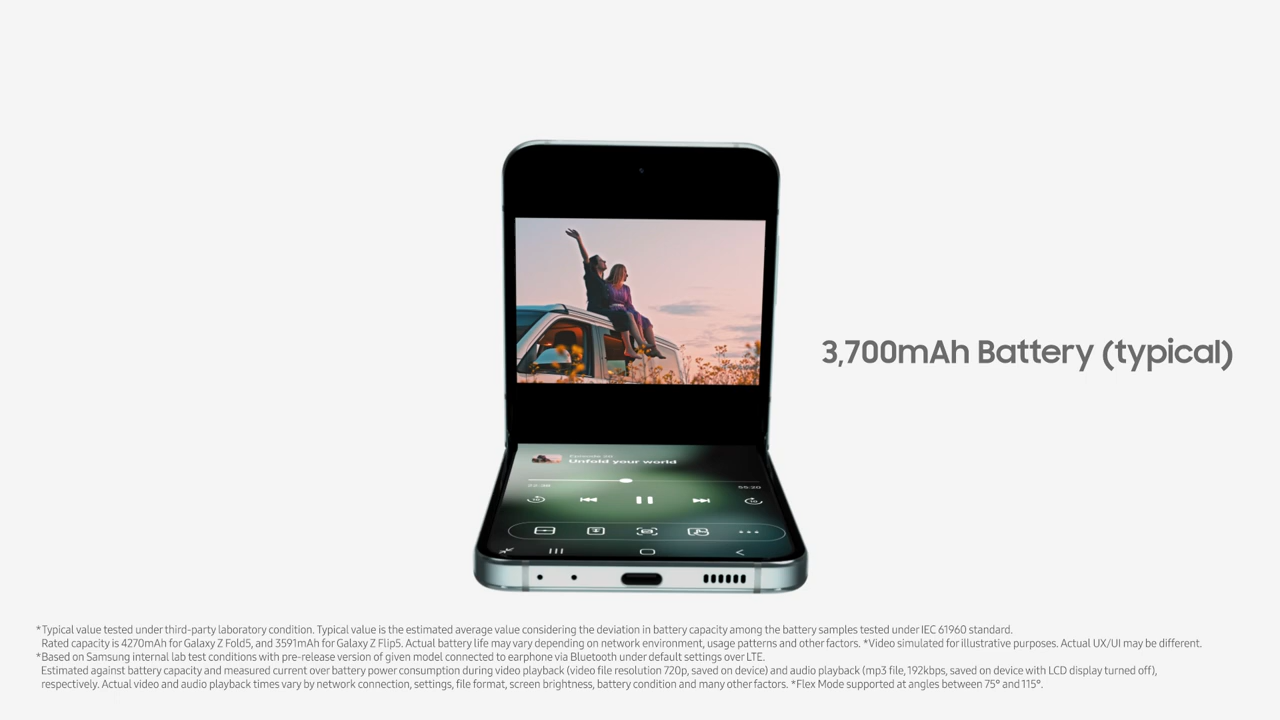 Episode 36
Unfold your world
22:38
55:20
3,700mAh Battery (typical)
*Typical value tested under third-party laboratory condition. Typical value is the estimated average value considering the deviation in battery capacity among the battery samples tested under IEC 61960 standard.
Rated capacity is 4270mAh for Galaxy Z Fold5, and 3591mAh for Galaxy Z Flip5. Actual battery life may vary depending on network environment, usage patterns and other factors. *Video simulated for illustrative purposes. Actual UX/UI may be different.
*Based on Samsung internal lab test conditions with pre-release version of given model connected to earphone via Bluetooth under default settings over LTE.
Estimated against battery capacity and measured current over battery power consumption during video playback (video file resolution 720p, saved on device) and audio playback (mp3 file, 192kbps, saved on device with LCD display turned off),
respectively. Actual video and audio playback times vary by network connection, settings, file format, screen brightness, battery condition and many other factors. *Flex Mode supported at angles between 75° and 115°.